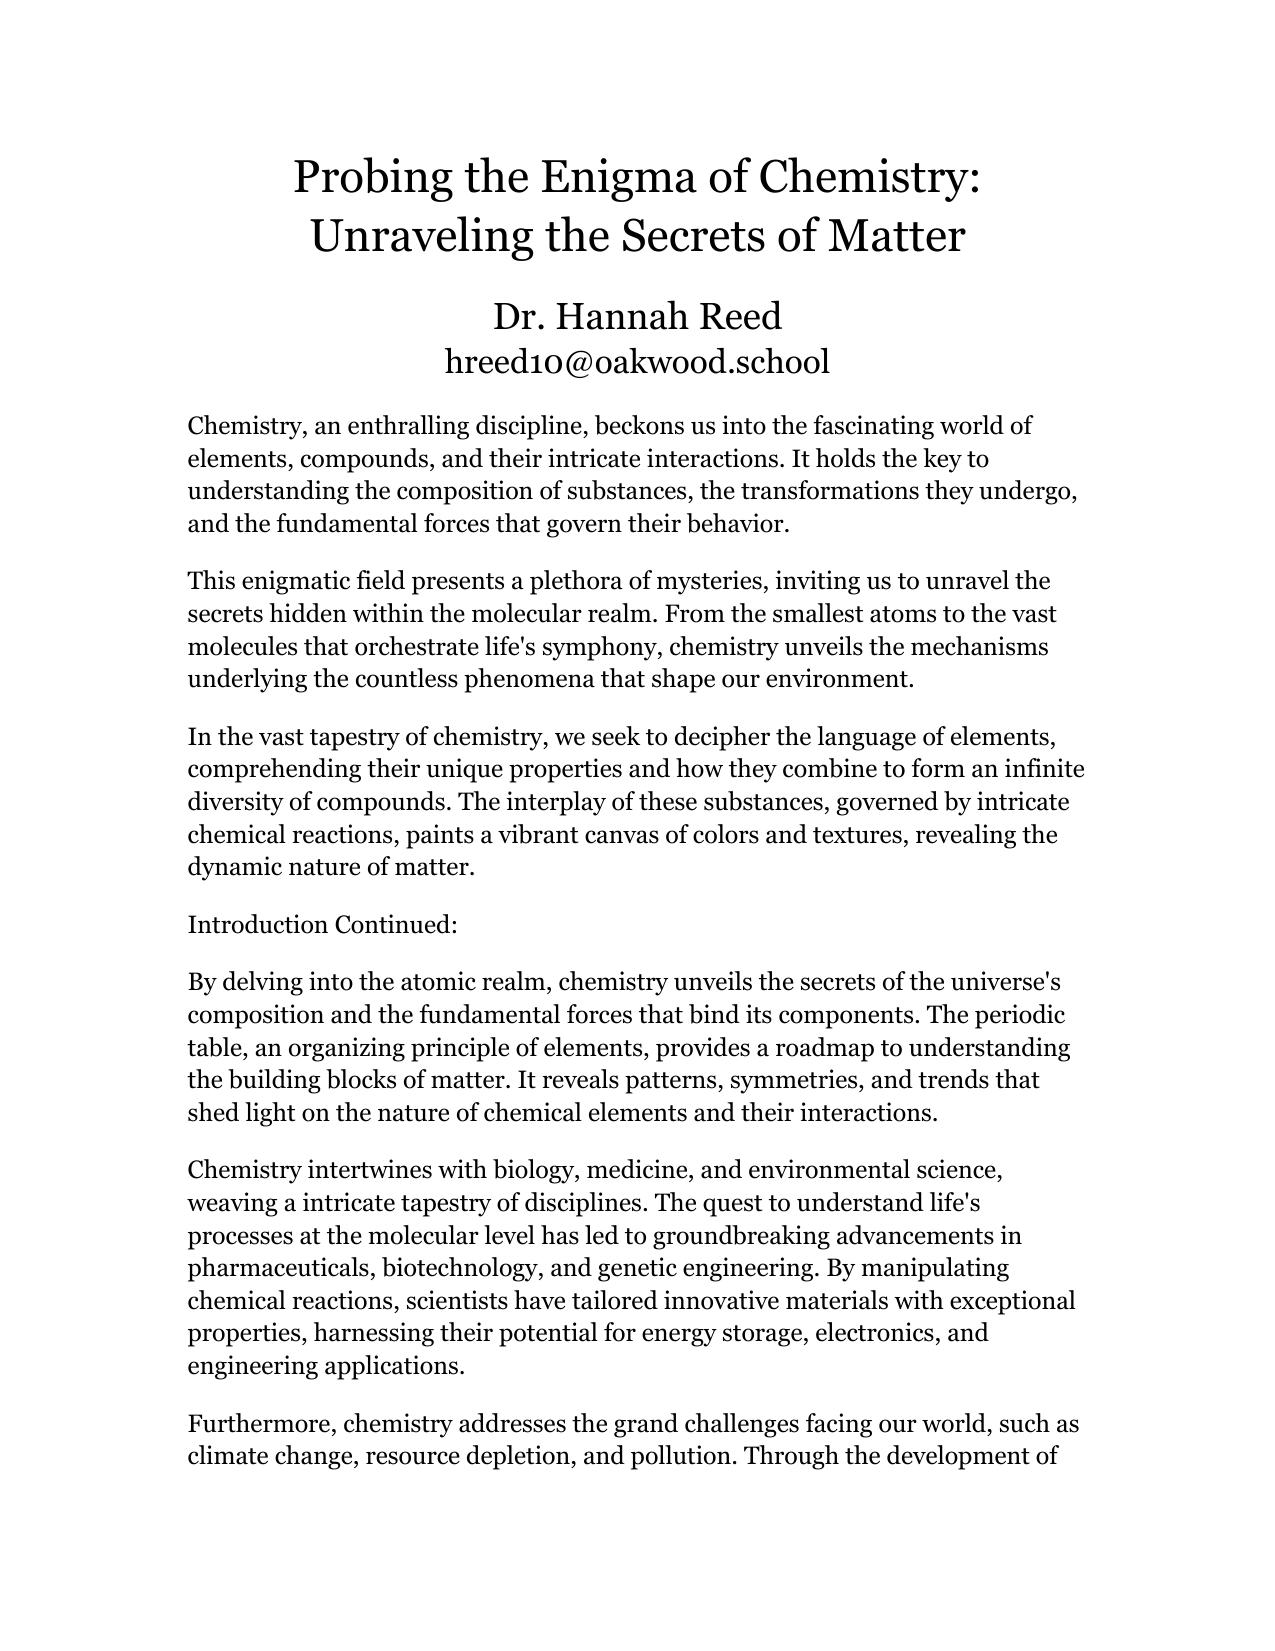 Probing the Enigma of Chemistry:
Unraveling the Secrets of Matter
Dr. Hannah Reed
hreed10@oakwood.school
Chemistry, an enthralling discipline, beckons us into the fascinating world of
elements, compounds, and their intricate interactions. It holds the key to
understanding the composition of substances, the transformations they undergo,
and the fundamental forces that govern their behavior.
This enigmatic field presents a plethora of mysteries, inviting us to unravel the
secrets hidden within the molecular realm. From the smallest atoms to the vast
molecules that orchestrate life's symphony, chemistry unveils the mechanisms
underlying the countless phenomena that shape our environment.
In the vast tapestry of chemistry, we seek to decipher the language of elements,
comprehending their unique properties and how they combine to form an infinite
diversity of compounds. The interplay of these substances, governed by intricate
chemical reactions, paints a vibrant canvas of colors and textures, revealing the
dynamic nature of matter.
Introduction Continued:
By delving into the atomic realm, chemistry unveils the secrets of the universe's
composition and the fundamental forces that bind its components. The periodic
table, an organizing principle of elements, provides a roadmap to understanding
the building blocks of matter. It reveals patterns, symmetries, and trends that
shed light on the nature of chemical elements and their interactions.
Chemistry intertwines with biology, medicine, and environmental science,
weaving a intricate tapestry of disciplines. The quest to understand life's
processes at the molecular level has led to groundbreaking advancements in
pharmaceuticals, biotechnology, and genetic engineering. By manipulating
chemical reactions, scientists have tailored innovative materials with exceptional
properties, harnessing their potential for energy storage, electronics, and
engineering applications.
Furthermore, chemistry addresses the grand challenges facing our world, such as
climate change, resource depletion, and pollution. Through the development of